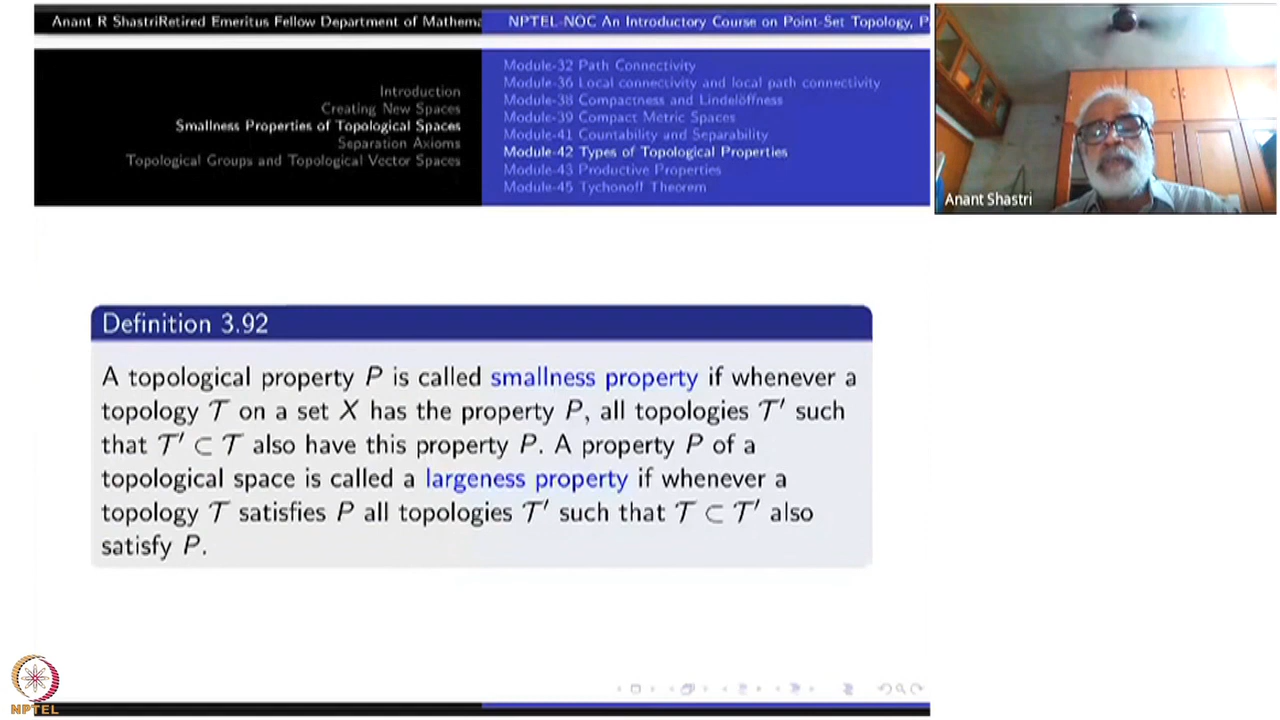 Anant R ShastriRetired Emeritus Fellow Department of Mathema
NPTEL-NOC An Introductory Course on Point-Set Topology, P
Introduction
Creating New Spaces
Smallness Properties of Topological Spaces
Separation Axioms
Topological Groups and Topological Vector Spaces
Module-32 Path Connectivity
Module-36 Local connectivity and local path connectivity
Module-38 Compactness and Lindelöffness
Module-39 Compact Metric Spaces
Module-41 Countability and Separability
Module-42 Types of Topological Properties
Module-43 Productive Properties
Module-45 Tychonoff Theorem
Anant Shastri
Definition 3.92
A topological property P is called smallness property if whenever a
topology 𝒯 on a set X has the property P, all topologies 𝒯′ such
that 𝒯′ ⊂ 𝒯 also have this property P. A property P of a
topological space is called a largeness property if whenever a
topology 𝒯 satisfies P all topologies 𝒯′ such that 𝒯 ⊂ 𝒯′ also
satisfy P.
NPTEL